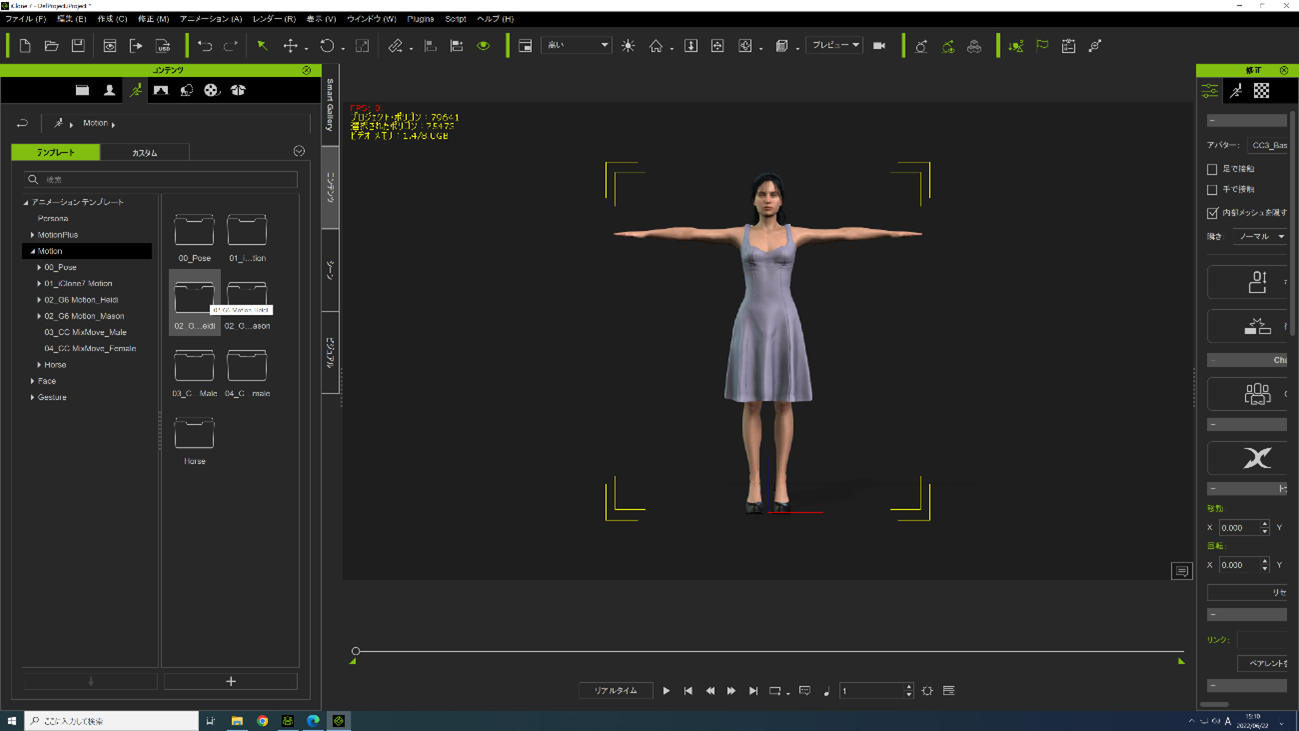 iClone 7 - DefProject.iProject *
ファイル (F) 編集 (E) 作成 (C) 修正 (M) アニメーション (A) レンダー (R) 表示 (V) ウインドウ (W) Plugins Script ヘルプ (H)
USD 高い プレビュー
コンテンツ
Motion
テンプレート カスタム
検索
アニメーションテンプレート
Persona
MotionPlus
Motion
00_Pose
01_iClone7 Motion
02_G6 Motion_Heidi
02_G6 Motion_Mason
03_CC MixMove_Male
04_CC MixMove_Female
Horse
Face
Gesture
00_Pose 01_i...tion
02_G6 Motion_Heidi
02_G...eidi 02_G...ason
03_C... Male 04_C... male
Horse
Smart Gallery
コンテンツ
シーン
ビジュアル
FPS: 0.
プロジェクト・ポリゴン : 79641
選択されたポリゴン : 75473
ビデオ メモリ : 1.4/8.0GB
リアルタイム
1
修正
アバター: CC3_Bas
足で接触
手で接触
内部メッシュを隠す
瞬き: ノーマル
Cha
移動:
X 0.000 Y
回転:
X 0.000 Y
リセ
リンク:
ペアレントを
ここに入力して検索
A
15:10
2022/06/22